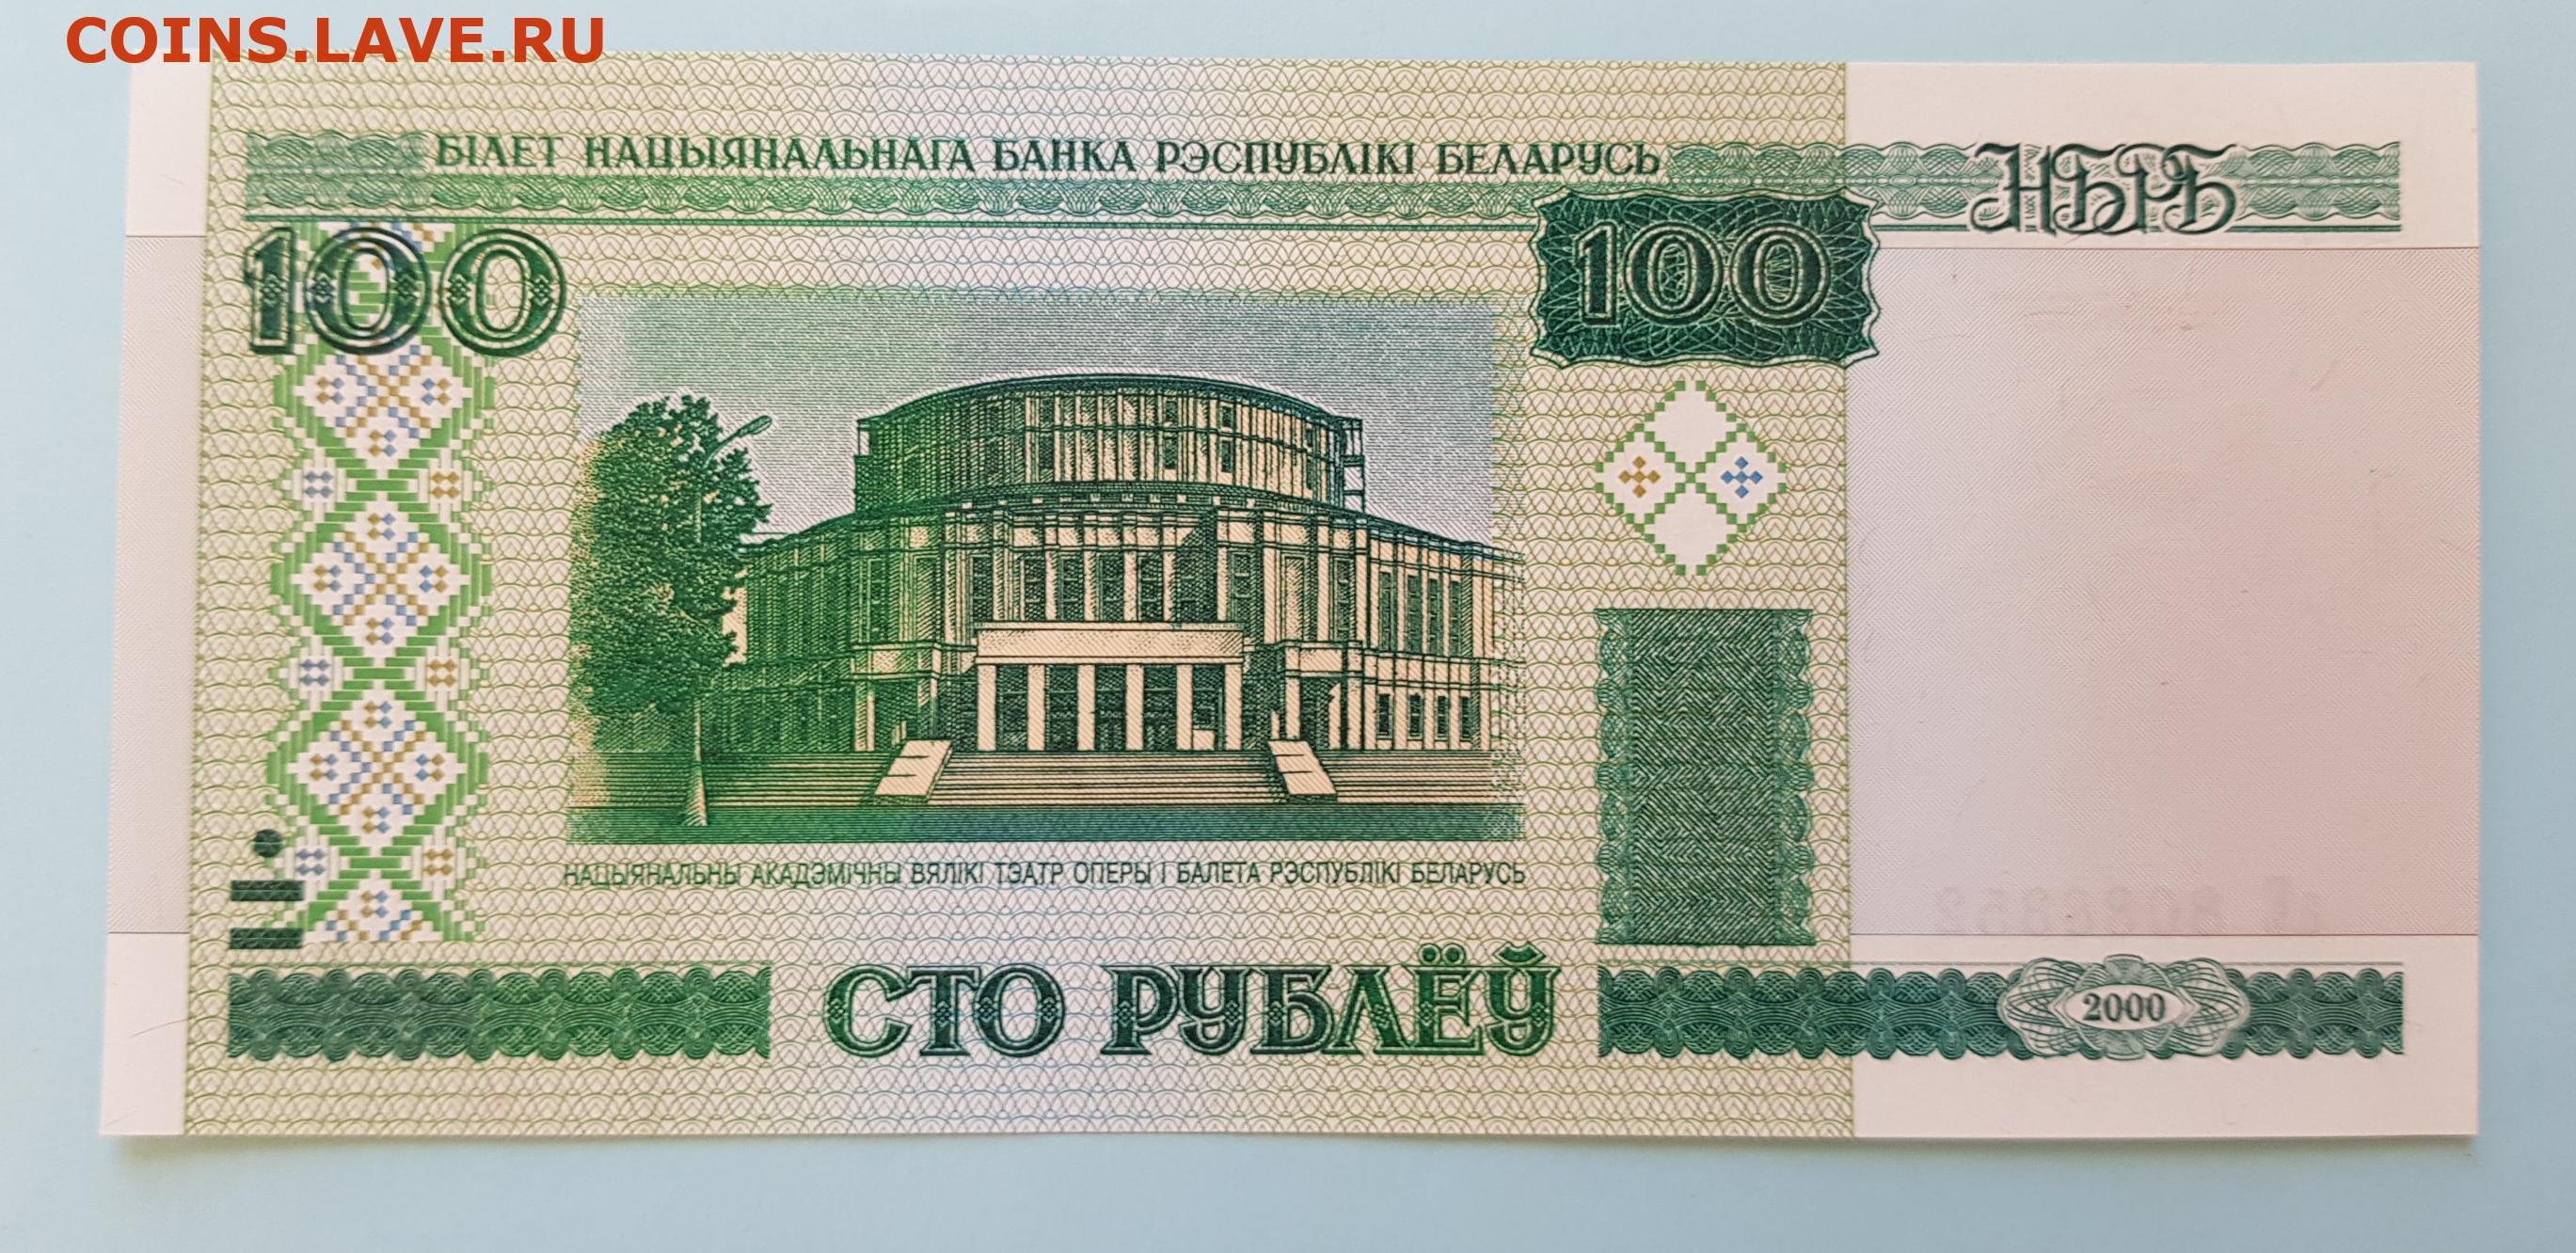 COINS.LAVE.RU
БІЛЕТ НАЦЫЯНАЛЬНАГА БАНКА РЭСПУБЛІКІ БЕЛАРУСЬ
НБРБ
100
100
НАЦЫЯНАЛЬНЫ АКАДЭМІЧНЫ ВЯЛІКІ ТЭАТР ОПЕРЫ І БАЛЕТА РЭСПУБЛІКІ БЕЛАРУСЬ
СТО РУБЛЁЎ
2000